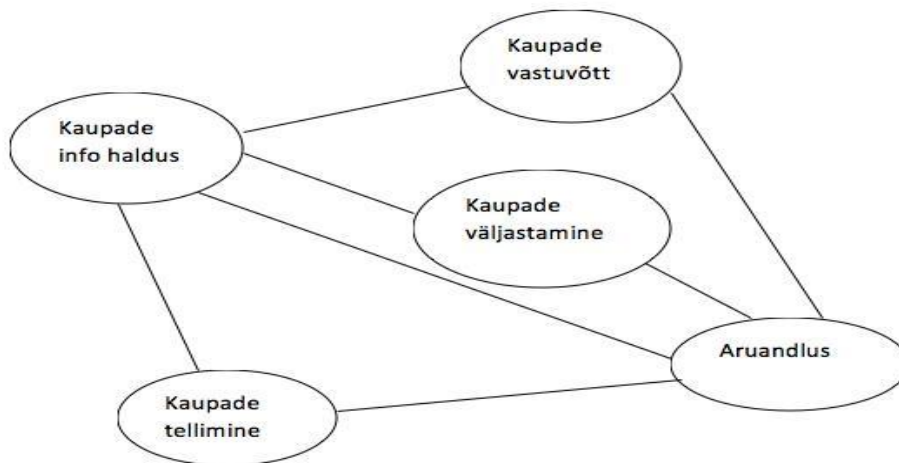 Kaupade
vastuvõtt
Kaupade
info haldus
Kaupade
väljastamine
Aruandlus
Kaupade
tellimine